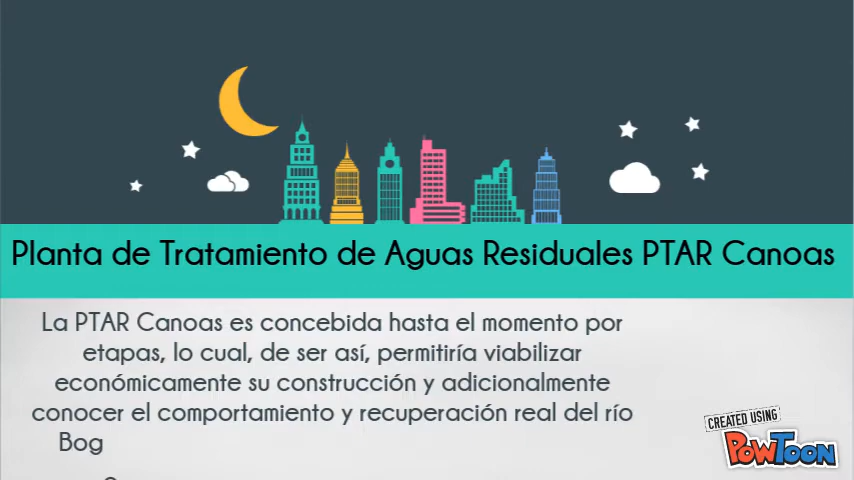 Planta de Tratamiento de Aguas Residuales PTAR Canoas
La PTAR Canoas es concebida hasta el momento por
etapas, lo cual, de ser así, permitiría viabilizar
económicamente su construcción y adicionalmente
conocer el comportamiento y recuperación real del río
Bog
CREATED USING
POWTOON